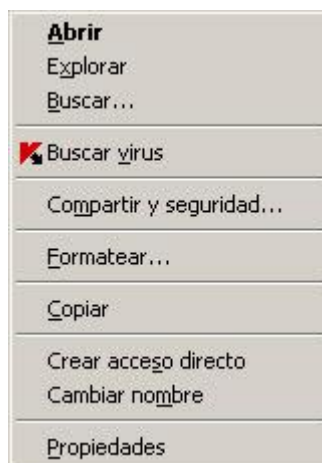 Abrir
Explorar
Buscar...
Buscar virus
Compartir y seguridad...
Formatear...
Copiar
Crear acceso directo
Cambiar nombre
Propiedades